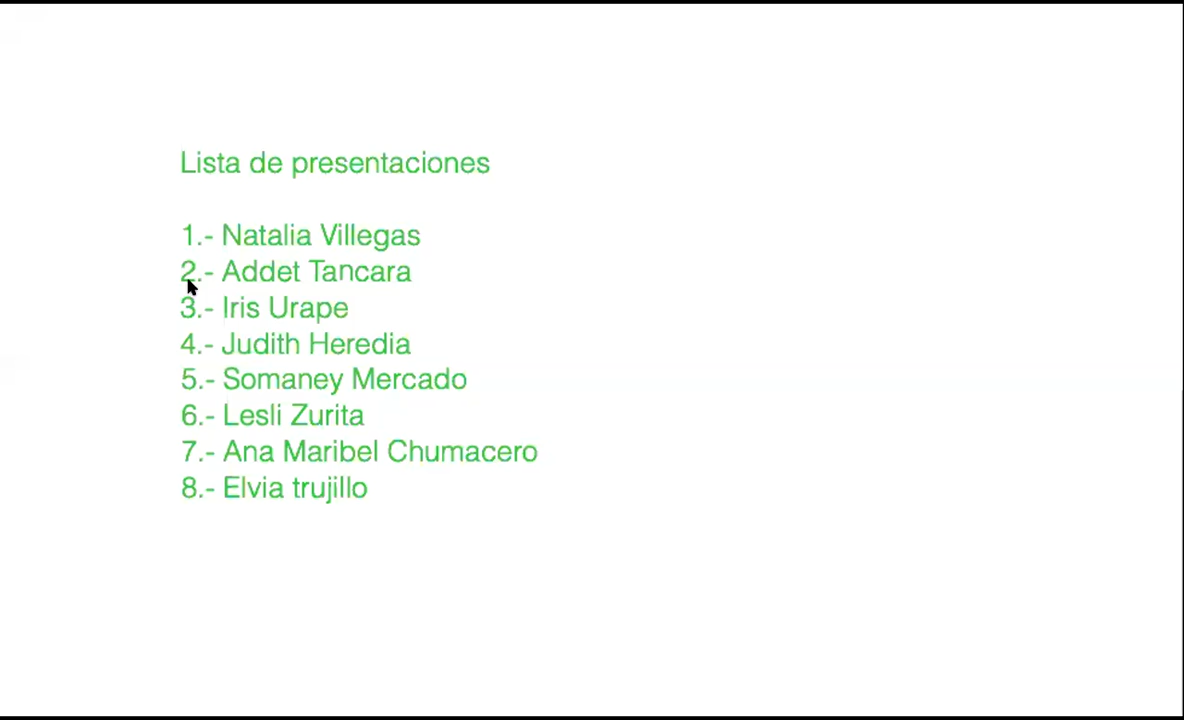 Lista de presentaciones
1.- Natalia Villegas
2.- Addet Tancara
3.- Iris Urape
4.- Judith Heredia
5.- Somaney Mercado
6.- Lesli Zurita
7.- Ana Maribel Chumacero
8.- Elvia trujillo